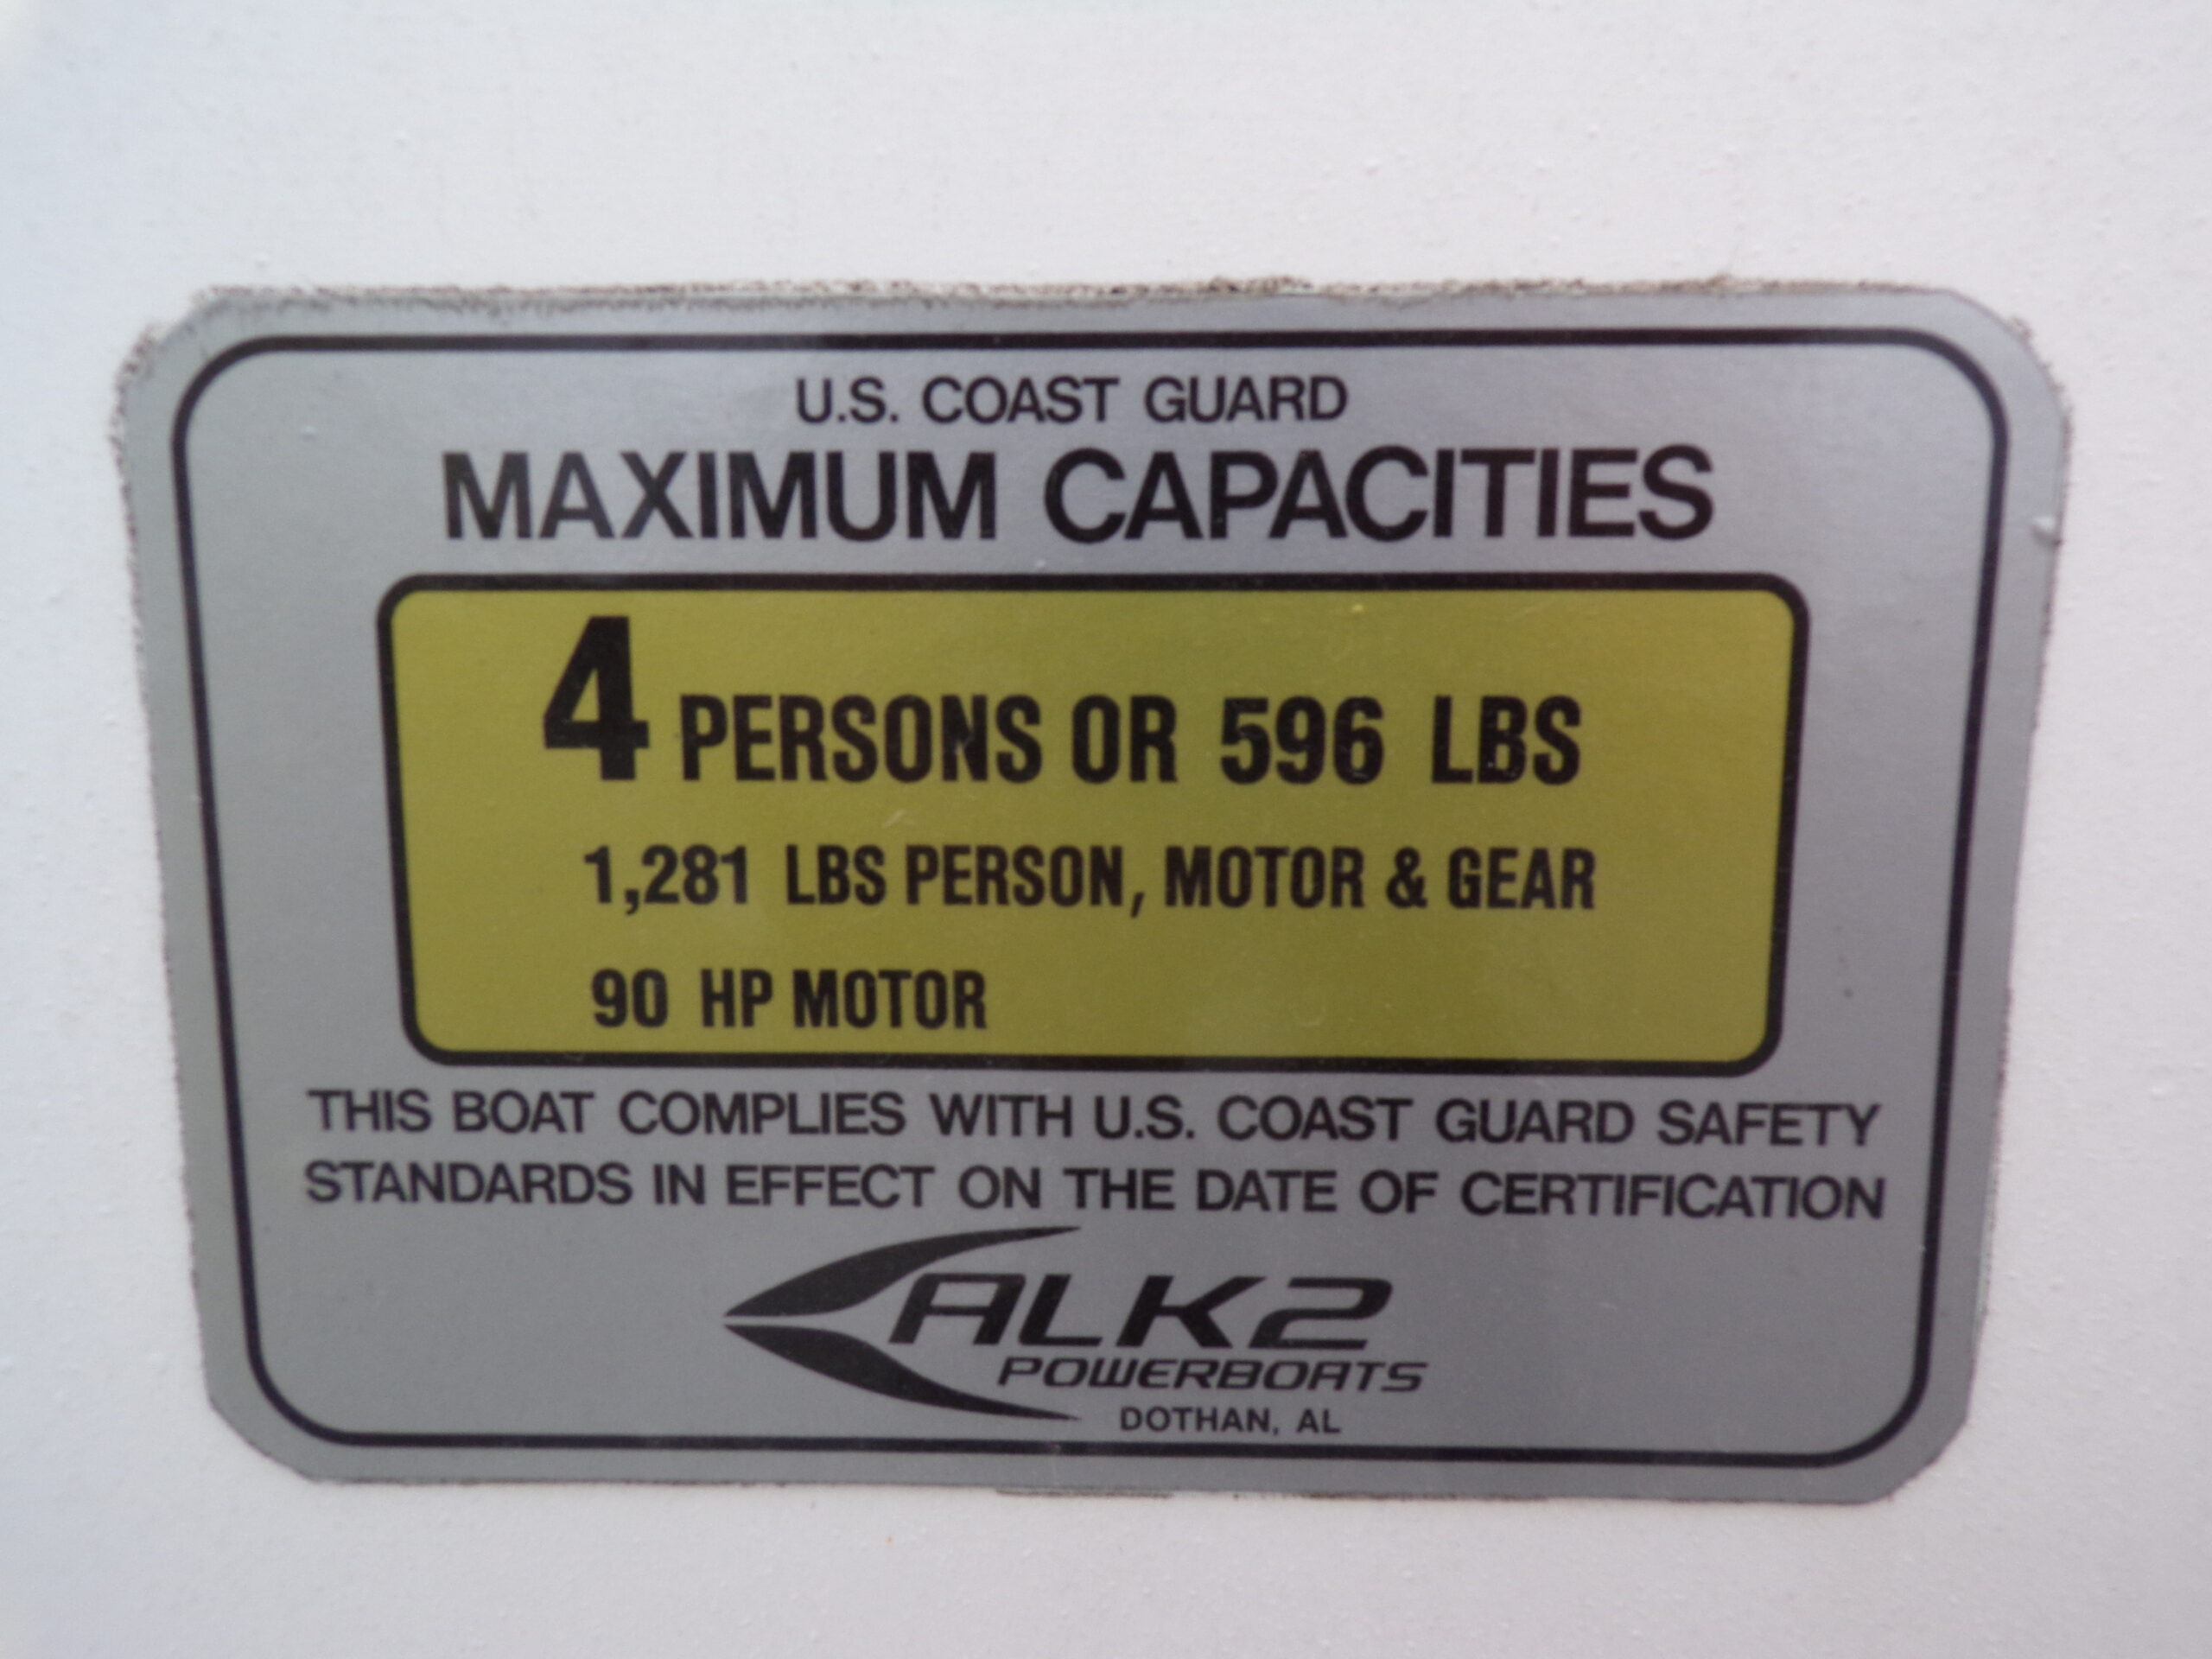 U.S. COAST GUARD
MAXIMUM CAPACITIES
4 PERSONS OR 596 LBS
1,281 LBS PERSON, MOTOR & GEAR
90 HP MOTOR
THIS BOAT COMPLIES WITH U.S. COAST GUARD SAFETY
STANDARDS IN EFFECT ON THE DATE OF CERTIFICATION
ALK2
POWERBOATS
DOTHAN, AL